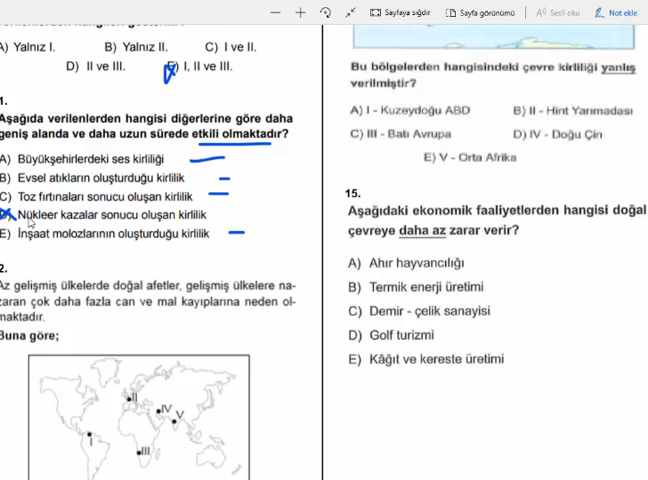 Sayfaya sığdır
Sayfa görünümü
Sesli oku
Not ekle
A) Yalnız I.
B) Yalnız II.
C) I ve II.
D) II ve III.
E) I, II ve III.
1.
Aşağıda verilenlerden hangisi diğerlerine göre daha
geniş alanda ve daha uzun sürede etkili olmaktadır?
A) Büyükşehirlerdeki ses kirliliği
B) Evsel atıkların oluşturduğu kirlilik
C) Toz fırtınaları sonucu oluşan kirlilik
D) Nükleer kazalar sonucu oluşan kirlilik
E) İnşaat molozlarının oluşturduğu kirlilik
2.
Az gelişmiş ülkelerde doğal afetler, gelişmiş ülkelere na-
zaran çok daha fazla can ve mal kayıplarına neden ol-
maktadır.
Buna göre;
I
II
III
IV
V
Bu bölgelerden hangisindeki çevre kirliliği yanlış
verilmiştir?
A) I - Kuzeydoğu ABD
B) II - Hint Yarımadası
C) III - Batı Avrupa
D) IV - Doğu Çin
E) V - Orta Afrika
15.
Aşağıdaki ekonomik faaliyetlerden hangisi doğal
çevreye daha az zarar verir?
A) Ahır hayvancılığı
B) Termik enerji üretimi
C) Demir - çelik sanayisi
D) Golf turizmi
E) Kâğıt ve kereste üretimi